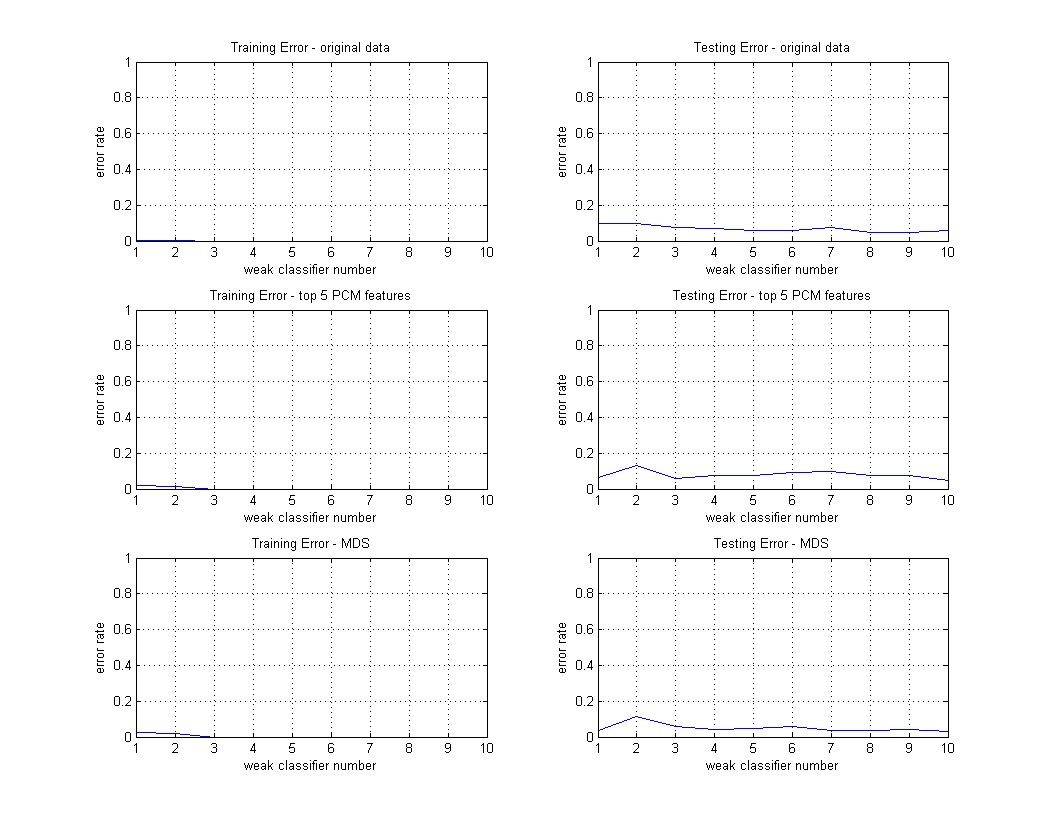 Training Error - original data
1
0.8
0.6
0.4
0.2
0
error rate
1 2 3 4 5 6 7 8 9 10
weak classifier number
Testing Error - original data
1
0.8
0.6
0.4
0.2
0
error rate
1 2 3 4 5 6 7 8 9 10
weak classifier number
Training Error - top 5 PCM features
1
0.8
0.6
0.4
0.2
0
error rate
1 2 3 4 5 6 7 8 9 10
weak classifier number
Testing Error - top 5 PCM features
1
0.8
0.6
0.4
0.2
0
error rate
1 2 3 4 5 6 7 8 9 10
weak classifier number
Training Error - MDS
1
0.8
0.6
0.4
0.2
0
error rate
1 2 3 4 5 6 7 8 9 10
weak classifier number
Testing Error - MDS
1
0.8
0.6
0.4
0.2
0
error rate
1 2 3 4 5 6 7 8 9 10
weak classifier number